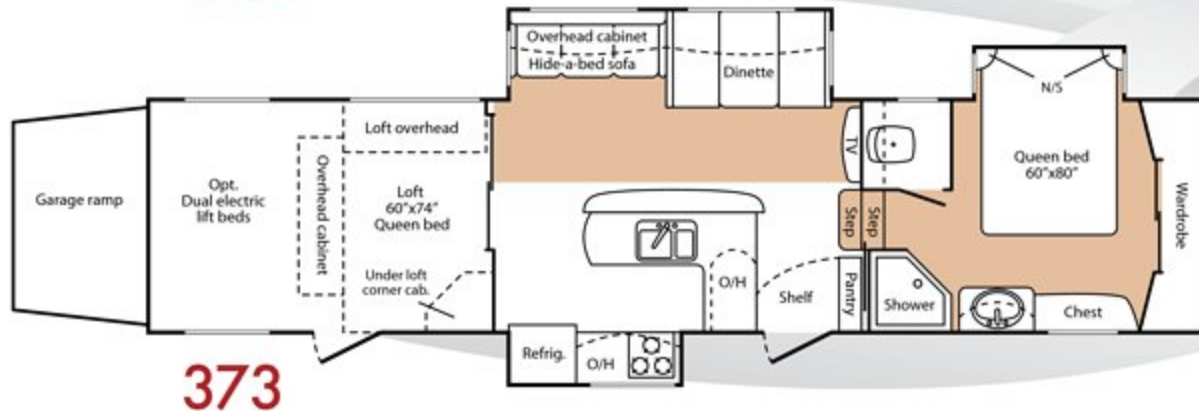 Overhead cabinet
Hide-a-bed sofa
Dinette
N/S
Loft overhead
TV
Garage ramp
Opt.
Dual electric
lift beds
Overhead cabinet
Loft
60"x74"
Queen bed
Queen bed
60"x80"
Wardrobe
Step
Step
Under loft
corner cab.
O/H
Shelf
Pantry
Shower
Chest
Refrig.
O/H
373